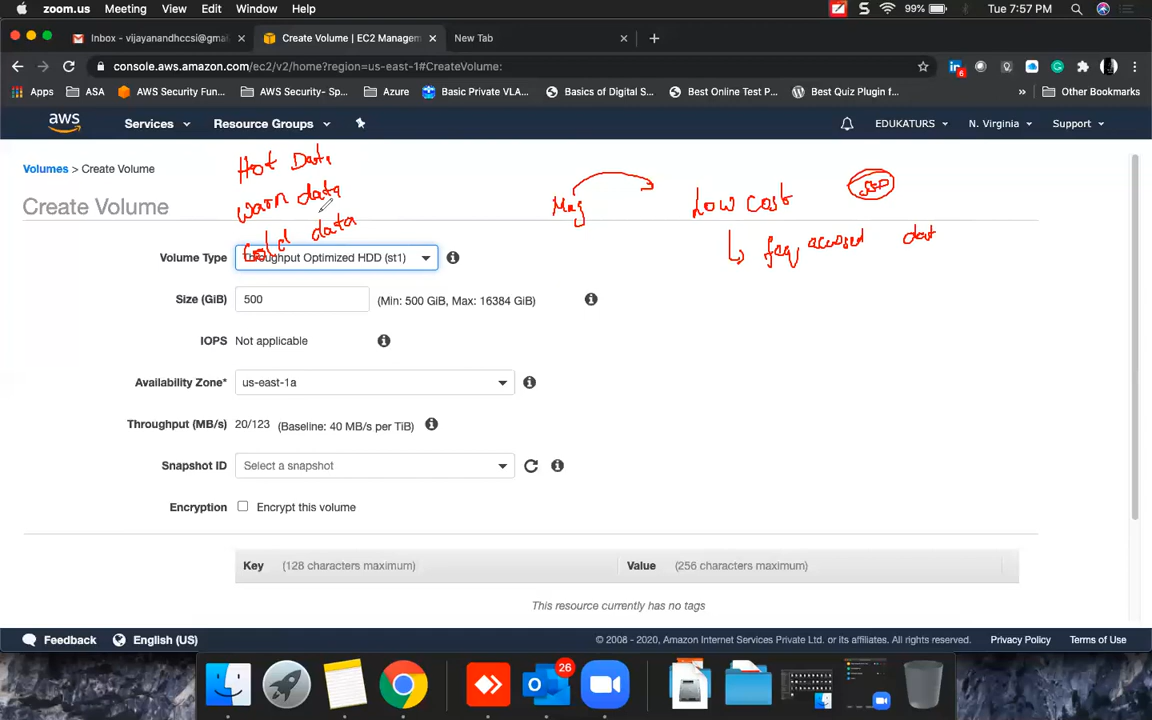 zoom.us Meeting View Edit Window Help 99% Tue 7:57 PM
Inbox - vijayanandhccsi@gma Create Volume | EC2 Managem New Tab
console.aws.amazon.com/ec2/v2/home?region=us-east-1#CreateVolume:
Apps ASA AWS Security Fun... AWS Security- Sp... Azure Basic Private VLA... Basics of Digital S... Best Online Test P... Best Quiz Plugin f... » Other Bookmarks
aws Services Resource Groups EDUKATURS N. Virginia Support
Volumes > Create Volume
Hot Data
Create Volume
warm data
Mag
Low cost
SSD
cold data
freq accessed dat
Volume Type Throughput Optimized HDD (st1)
Size (GiB) 500 (Min: 500 GiB, Max: 16384 GiB)
IOPS Not applicable
Availability Zone* us-east-1a
Throughput (MB/s) 20/123 (Baseline: 40 MB/s per TiB)
Snapshot ID Select a snapshot
Encryption Encrypt this volume
Key (128 characters maximum) Value (256 characters maximum)
This resource currently has no tags
Feedback English (US) © 2008 - 2020, Amazon Internet Services Private Ltd. or its affiliates. All rights reserved. Privacy Policy Terms of Use
26